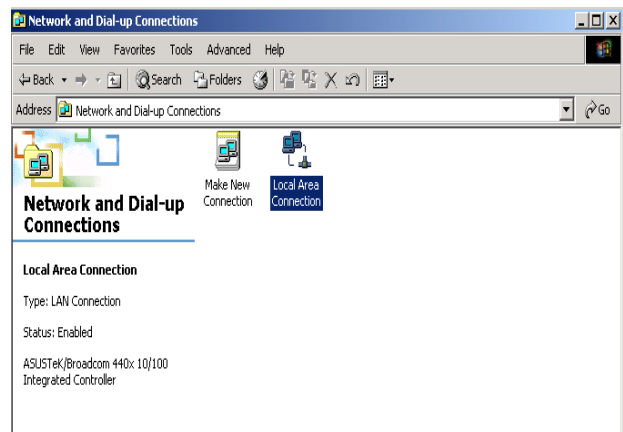 Network and Dial-up Connections
File Edit View Favorites Tools Advanced Help
Back Search Folders
Address Network and Dial-up Connections Go
Make New Connection
Local Area Connection
Network and Dial-up
Connections
Local Area Connection
Type: LAN Connection
Status: Enabled
ASUSTeK/Broadcom 440x 10/100
Integrated Controller